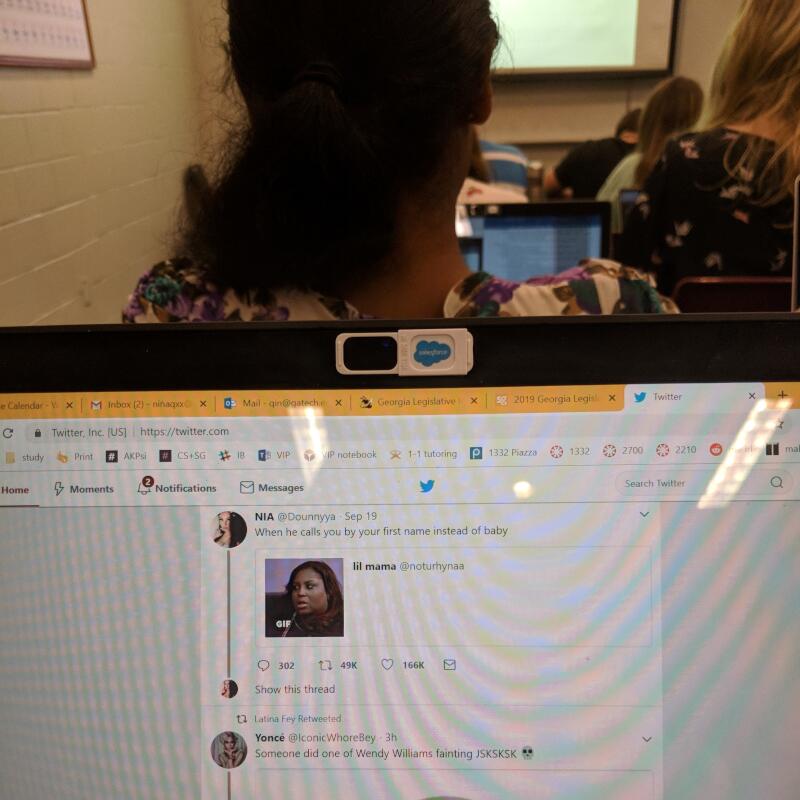 salesforce
e Calendar - W
Inbox (2) - ninaqxx@
Mail - qin@gatech.e
Georgia Legislative I
2019 Georgia Legisl
Twitter
Twitter, Inc. [US] | https://twitter.com
study
Print
AKPsi
CS+SG
IB
VIP
VIP notebook
1-1 tutoring
1332 Piazza
1332
2700
2210
mal
Home
Moments
2
Notifications
Messages
Search Twitter
NIA @Dounnyya · Sep 19
When he calls you by your first name instead of baby
lil mama @noturhynaa
GIF
302 49K 166K
Show this thread
Latina Fey Retweeted
Yoncé @IconicWhoreBey · 3h
Someone did one of Wendy Williams fainting JSKSKSK 💀